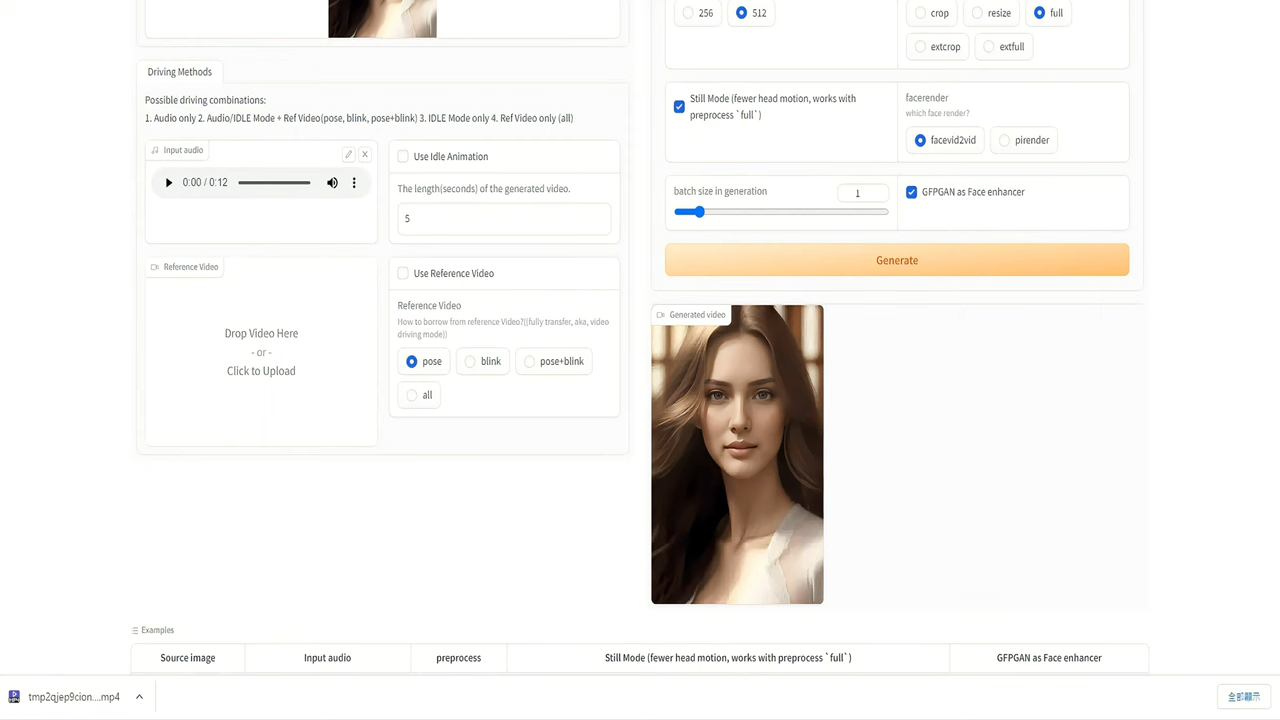 256
512
crop
resize
full
extcrop
extfull
Driving Methods
Possible driving combinations:
1. Audio only 2. Audio/IDLE Mode + Ref Video(pose, blink, pose+blink) 3. IDLE Mode only 4. Ref Video only (all)
Input audio
0:00 / 0:12
Use Idle Animation
The length(seconds) of the generated video.
5
Reference Video
Drop Video Here
- or -
Click to Upload
Use Reference Video
Reference Video
How to borrow from reference Video?((fully transfer, aka, video
driving mode))
pose
blink
pose+blink
all
Still Mode (fewer head motion, works with
preprocess `full`)
facerender
which face render?
facevid2vid
pirender
batch size in generation
1
GFPGAN as Face enhancer
Generate
Generated video
Examples
Source image
Input audio
preprocess
Still Mode (fewer head motion, works with preprocess `full`)
GFPGAN as Face enhancer
tmp2qjep9cion....mp4
全部顯示